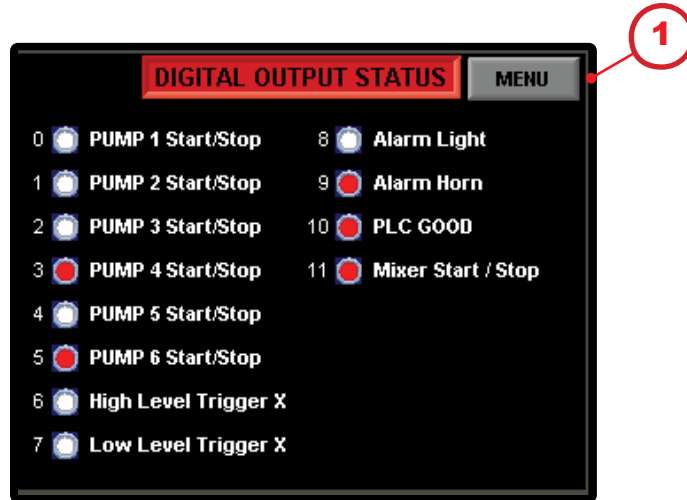 1
DIGITAL OUTPUT STATUS
MENU
0 PUMP 1 Start/Stop
1 PUMP 2 Start/Stop
2 PUMP 3 Start/Stop
3 PUMP 4 Start/Stop
4 PUMP 5 Start/Stop
5 PUMP 6 Start/Stop
6 High Level Trigger X
7 Low Level Trigger X
8 Alarm Light
9 Alarm Horn
10 PLC GOOD
11 Mixer Start / Stop